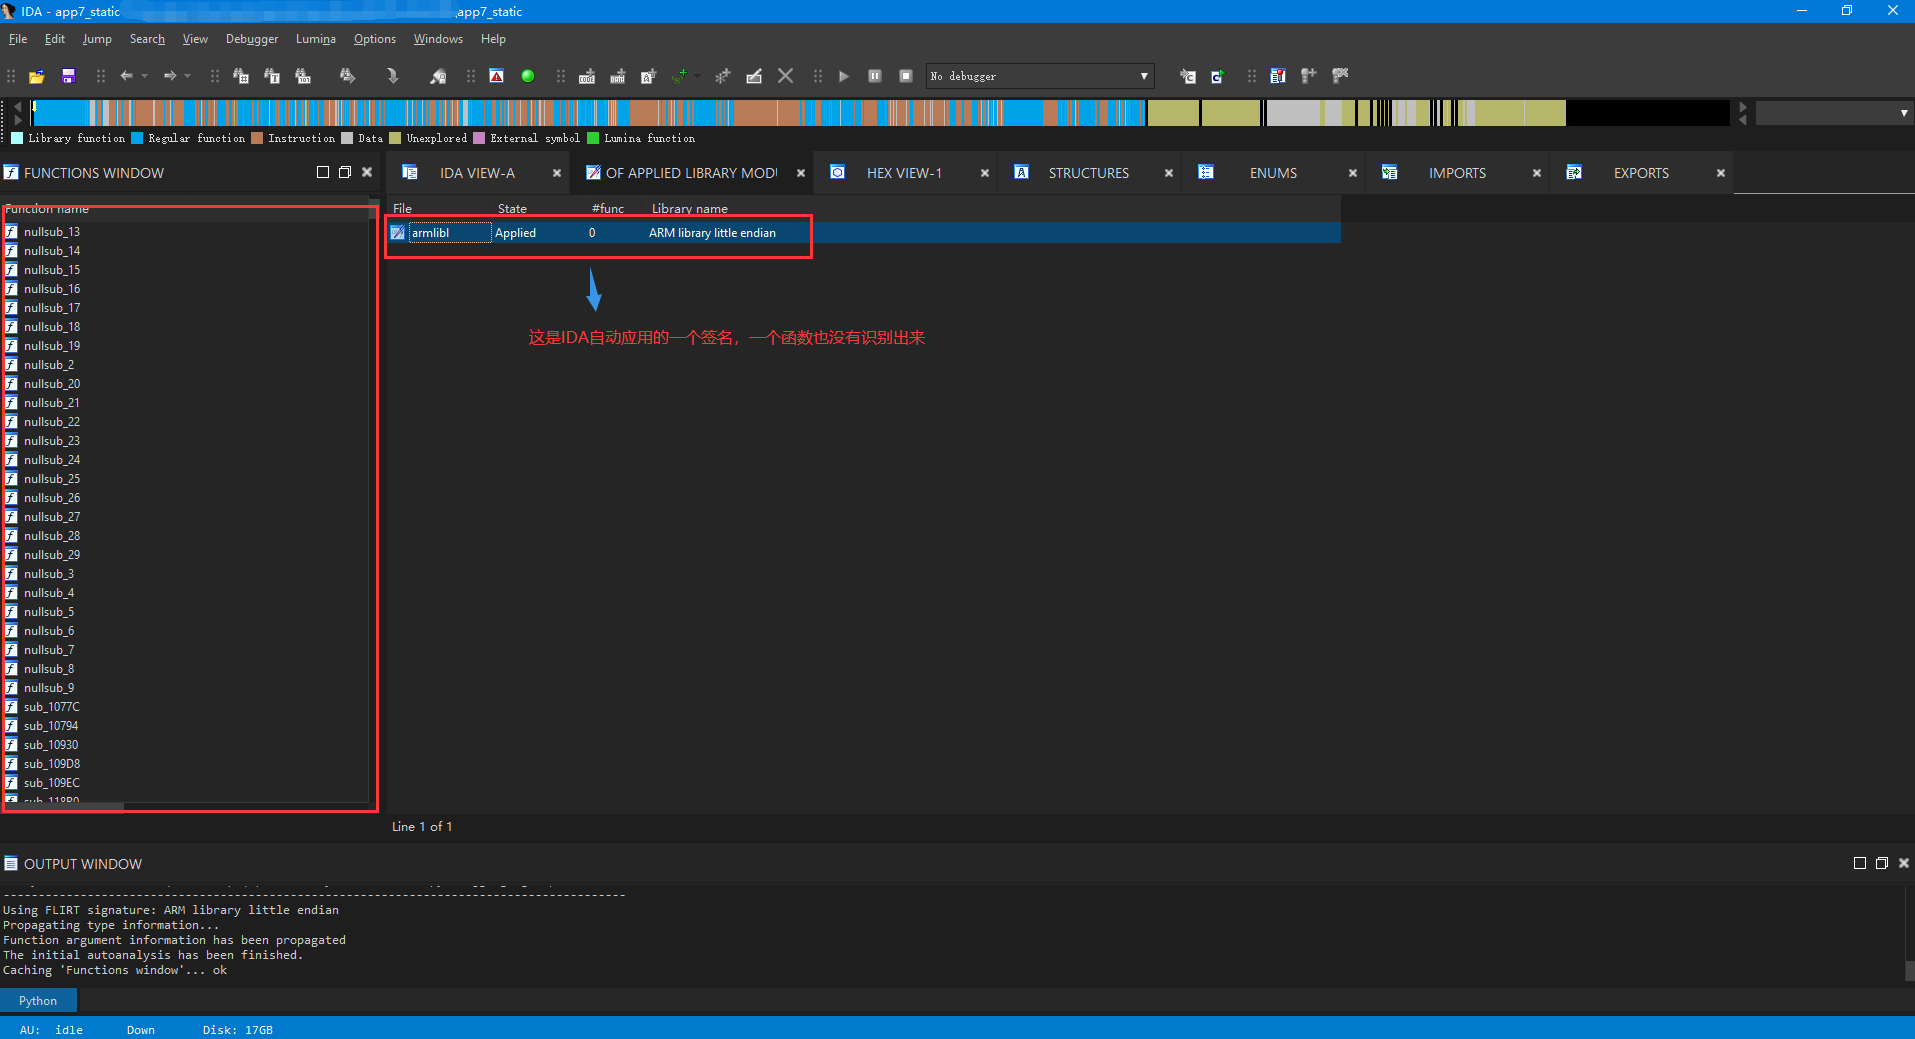 IDA - app7_static
app7_static
File Edit Jump Search View Debugger Lumina Options Windows Help
No debugger
Library function Regular function Instruction Data Unexplored External symbol Lumina function
FUNCTIONS WINDOW
IDA VIEW-A
OF APPLIED LIBRARY MODU
HEX VIEW-1
STRUCTURES
ENUMS
IMPORTS
EXPORTS
Function name
nullsub_13
nullsub_14
nullsub_15
nullsub_16
nullsub_17
nullsub_18
nullsub_19
nullsub_2
nullsub_20
nullsub_21
nullsub_22
nullsub_23
nullsub_24
nullsub_25
nullsub_26
nullsub_27
nullsub_28
nullsub_29
nullsub_3
nullsub_4
nullsub_5
nullsub_6
nullsub_7
nullsub_8
nullsub_9
sub_1077C
sub_10794
sub_10930
sub_109D8
sub_109EC
File State #func Library name
armlibl Applied 0 ARM library little endian
这是IDA自动应用的一个签名，一个函数也没有识别出来
Line 1 of 1
OUTPUT WINDOW
Using FLIRT signature: ARM library little endian
Propagating type information...
Function argument information has been propagated
The initial autoanalysis has been finished.
Caching 'Functions window'... ok
Python
AU: idle Down Disk: 17GB